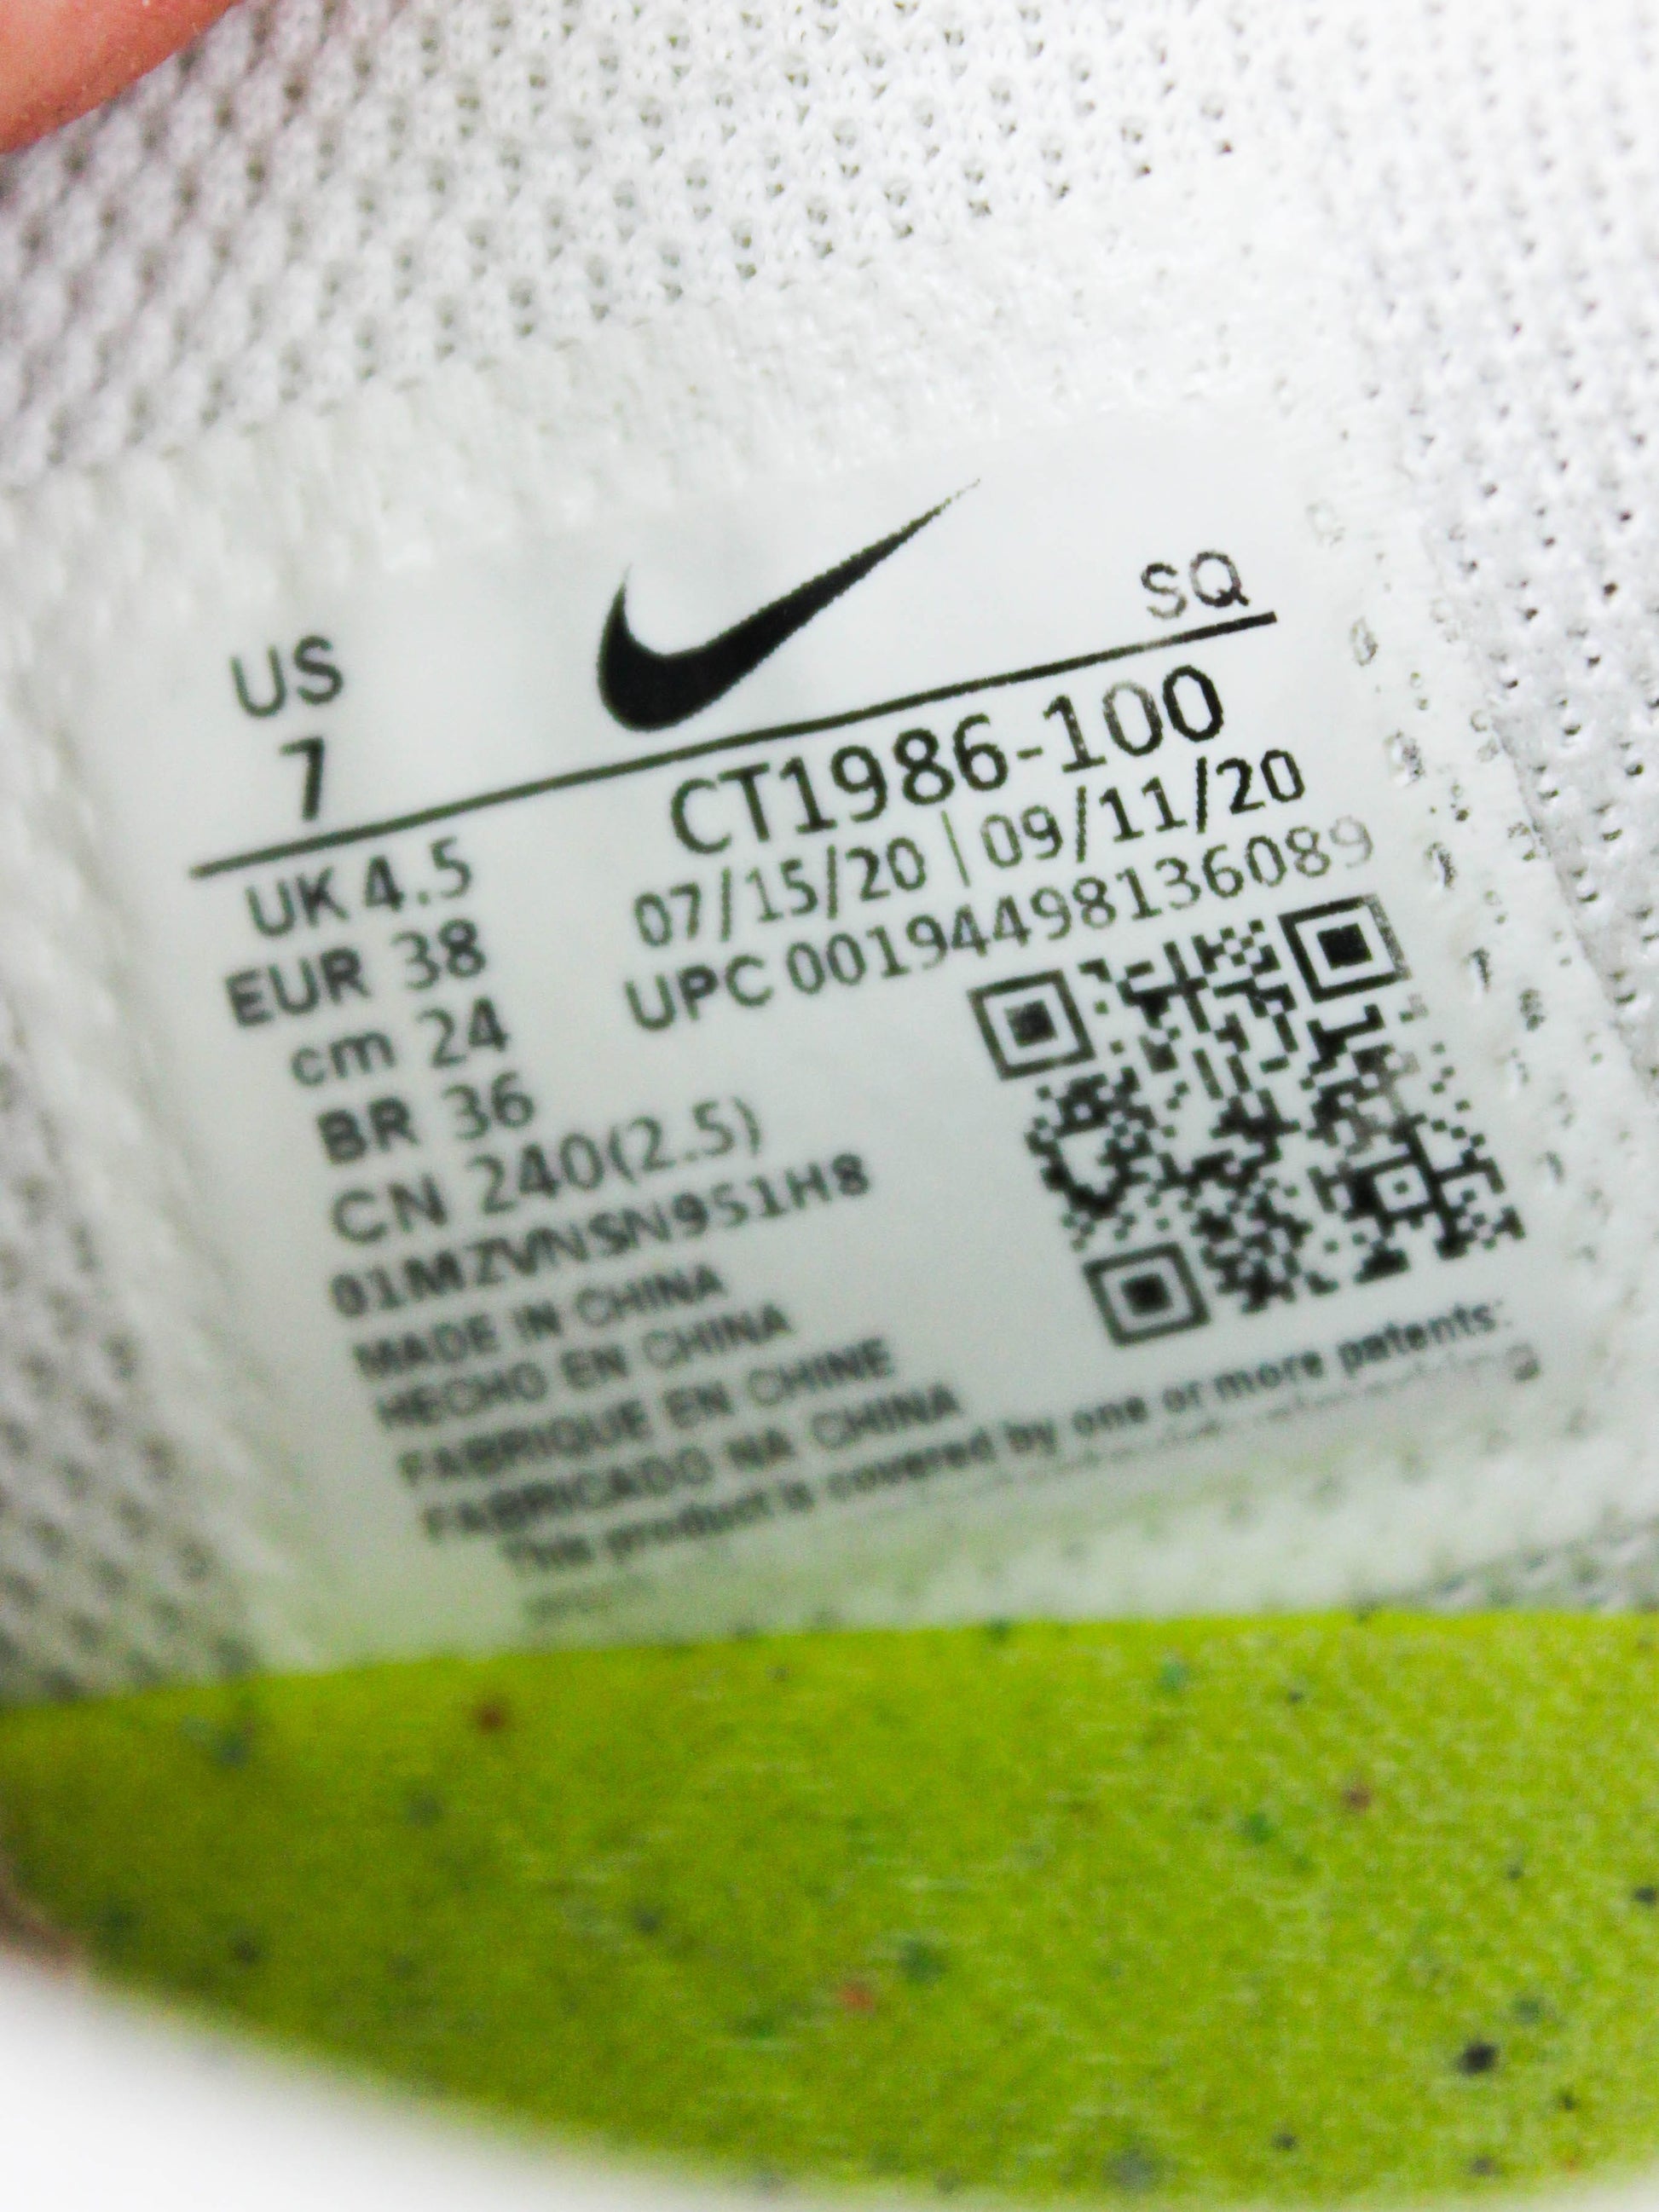 US
7
SQ
UK 4.5
EUR 38
cm 24
BR 36
CN 240(2.5)
CT1986-100
07/15/20 | 09/11/20
UPC 00194498136089
01MZVNSN951H8
MADE IN CHINA
HECHO EN CHINA
FABRIQUE EN CHINE
FABRICADO NA CHINA
This product is covered by one or more patents: